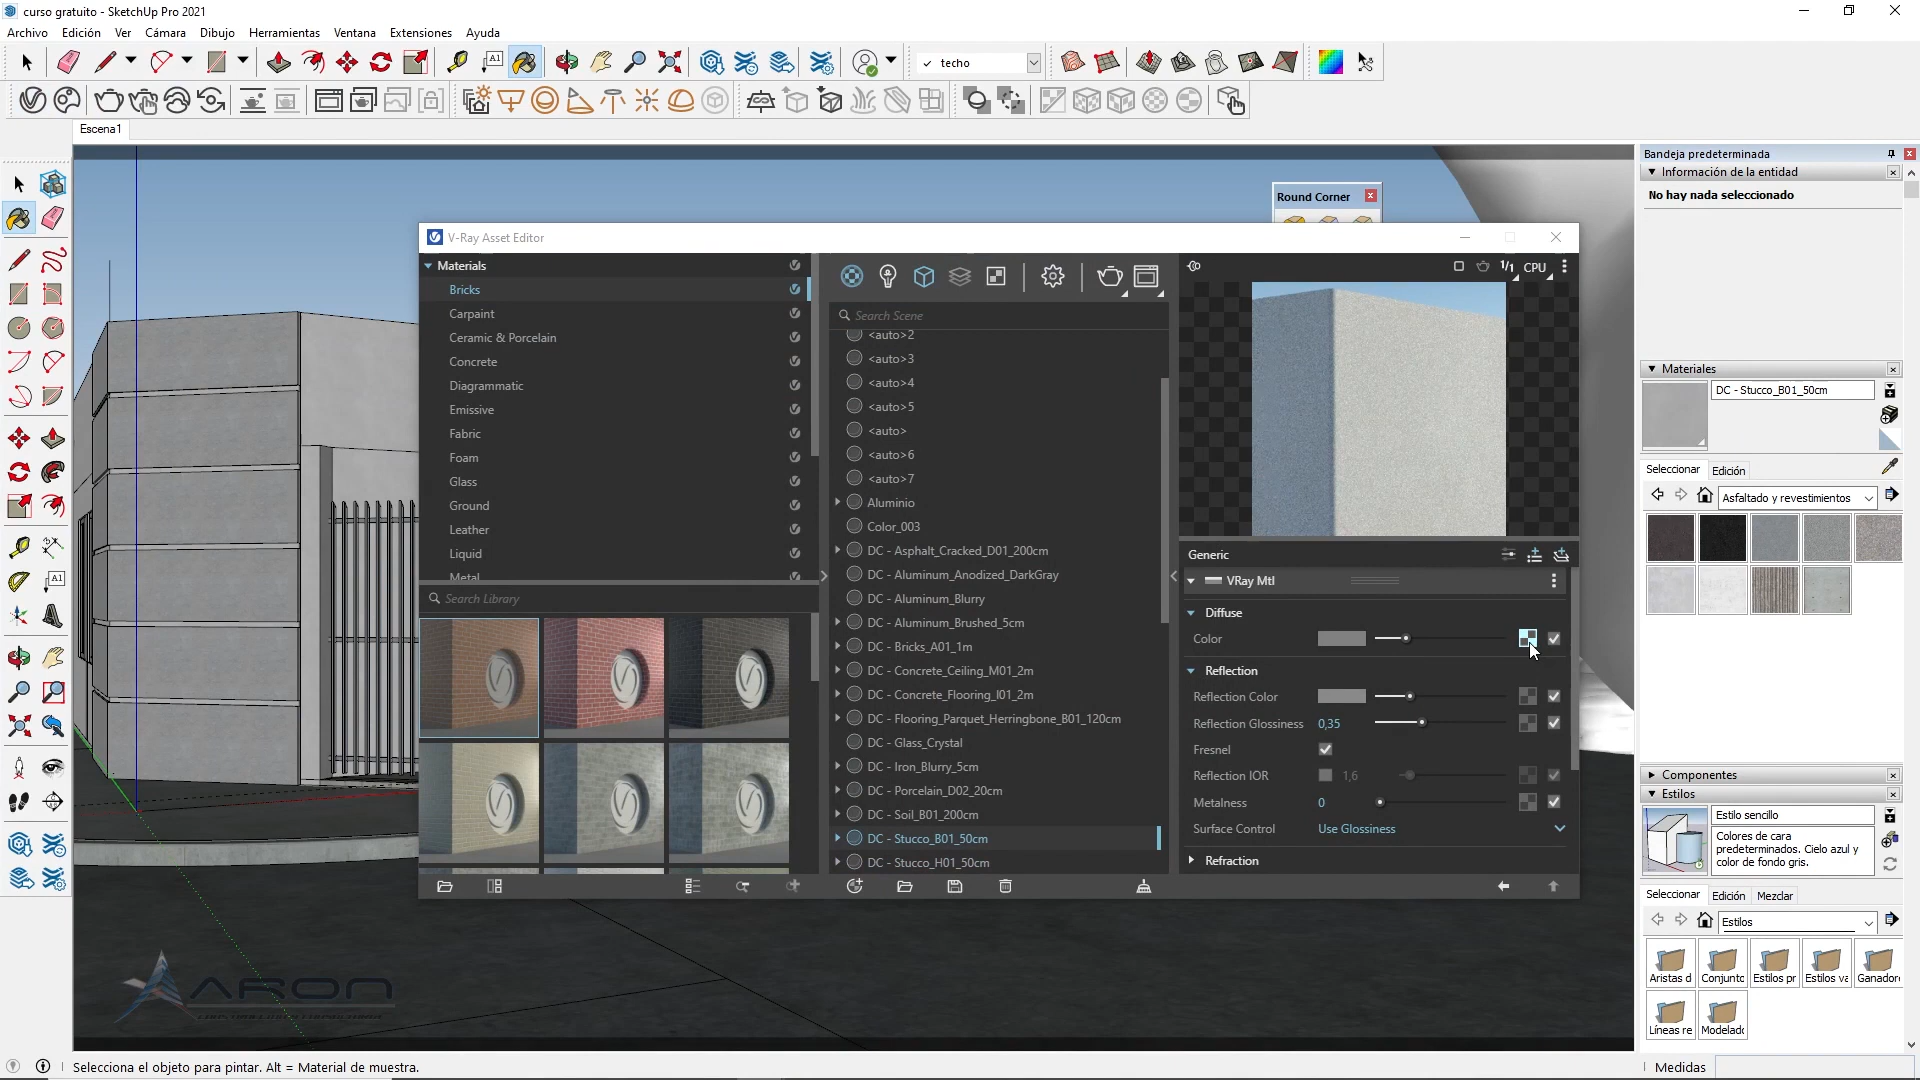 curso gratuito - SketchUp Pro 2021
Archivo Edición Ver Cámara Dibujo Herramientas Ventana Extensiones Ayuda
techo
Escena1
Bandeja predeterminada
Información de la entidad
No hay nada seleccionado
Round Corner
V-Ray Asset Editor
Materials
Bricks
Carpaint
Ceramic & Porcelain
Concrete
Diagrammatic
Emissive
Fabric
Foam
Glass
Ground
Leather
Liquid
Metal
Search Library
Search Scene
<auto>2
<auto>3
<auto>4
<auto>5
<auto>
<auto>6
<auto>7
Aluminio
Color_003
DC - Asphalt_Cracked_D01_200cm
DC - Aluminum_Anodized_DarkGray
DC - Aluminum_Blurry
DC - Aluminum_Brushed_5cm
DC - Bricks_A01_1m
DC - Concrete_Ceiling_M01_2m
DC - Concrete_Flooring_I01_2m
DC - Flooring_Parquet_Herringbone_B01_120cm
DC - Glass_Crystal
DC - Iron_Blurry_5cm
DC - Porcelain_D02_20cm
DC - Soil_B01_200cm
DC - Stucco_B01_50cm
DC - Stucco_H01_50cm
1/1 CPU
Generic
VRay Mtl
Diffuse
Color
Reflection
Reflection Color
Reflection Glossiness 0,35
Fresnel
Reflection IOR 1,6
Metalness 0
Surface Control Use Glossiness
Refraction
Materiales
DC - Stucco_B01_50cm
Seleccionar Edición
Asfaltado y revestimientos
Componentes
Estilos
Estilo sencillo
Colores de cara
predeterminados. Cielo azul y
color de fondo gris.
Seleccionar Edición Mezclar
Estilos
Aristas d Conjunto Estilos pr Estilos va Ganador
Líneas re Modelado
ARON
Selecciona el objeto para pintar. Alt = Material de muestra.
Medidas